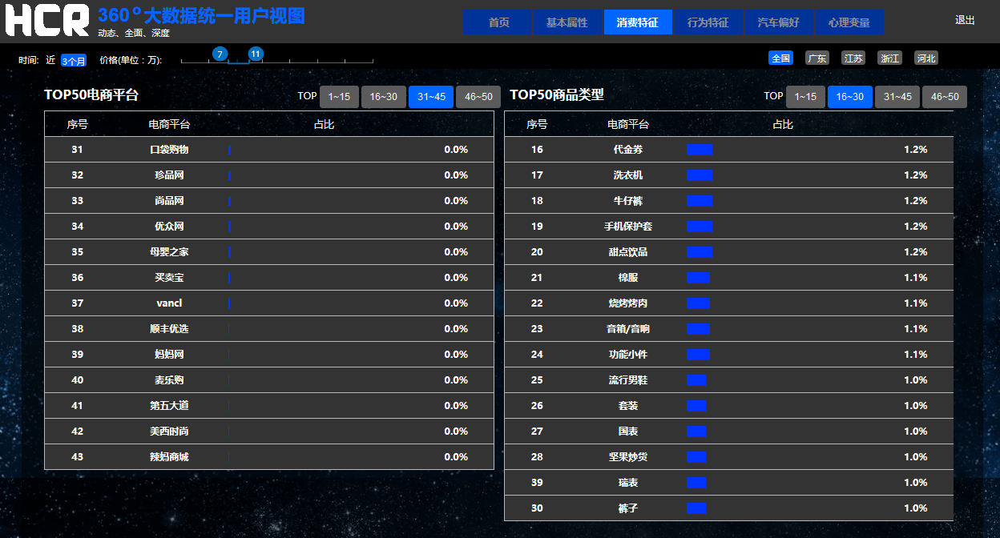 HCR 360°大数据统一用户视图
动态、全面、深度
首页 基本属性 消费特征 行为特征 汽车偏好 心理变量 退出
时间: 近 3个月 价格(单位：万): 7 11 全国 广东 江苏 浙江 河北
TOP50电商平台 TOP 1~15 16~30 31~45 46~50
序号 电商平台 占比
31 口袋购物 0.0%
32 珍品网 0.0%
33 尚品网 0.0%
34 优众网 0.0%
35 母婴之家 0.0%
36 买卖宝 0.0%
37 vancl 0.0%
38 顺丰优选 0.0%
39 妈妈网 0.0%
40 麦乐购 0.0%
41 第五大道 0.0%
42 美西时尚 0.0%
43 辣妈商城 0.0%
TOP50商品类型 TOP 1~15 16~30 31~45 46~50
序号 电商平台 占比
16 代金券 1.2%
17 洗衣机 1.2%
18 牛仔裤 1.2%
19 手机保护套 1.2%
20 甜点饮品 1.2%
21 棉服 1.1%
22 烧烤烤肉 1.1%
23 音箱/音响 1.1%
24 功能小件 1.1%
25 流行男鞋 1.0%
26 套装 1.0%
27 国表 1.0%
28 坚果炒货 1.0%
39 瑞表 1.0%
30 裤子 1.0%